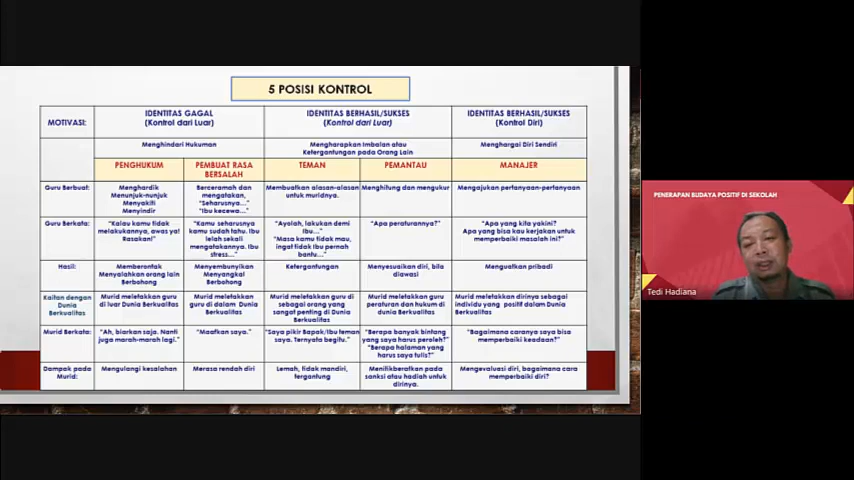 5 POSISI KONTROL
MOTIVASI:
IDENTITAS GAGAL
(Kontrol dari Luar)
IDENTITAS BERHASIL/SUKSES
(Kontrol dari Luar)
IDENTITAS BERHASIL/SUKSES
(Kontrol Diri)
Menghindari Hukuman
Mengharapkan Imbalan atau
Ketergantungan pada Orang Lain
Menghargai Diri Sendiri
PENGHUKUM
PEMBUAT RASA
BERSALAH
TEMAN
PEMANTAU
MANAJER
Guru Berbuat:
Menghardik
Menunjuk-nunjuk
Menyakiti
Menyindir
Berceramah dan
mengatakan,
"Seharusnya..."
"Ibu kecewa..."
Membuatkan alasan-alasan
untuk muridnya.
Menghitung dan mengukur
Mengajukan pertanyaan-pertanyaan
Guru Berkata:
"Kalau kamu tidak
melakukannya, awas ya!
Rasakan!"
"Kamu seharusnya
kamu sudah tahu. Ibu
lelah sekali
mengatakannya. Ibu
stress..."
"Ayolah, lakukan demi
Ibu..."
"Masa kamu tidak mau,
ingat tidak Ibu pernah
bantu..."
"Apa peraturannya?"
"Apa yang kita yakini?
Apa yang bisa kau kerjakan untuk
memperbaiki masalah ini?"
Hasil:
Memberontak
Menyalahkan orang lain
Berbohong
Menyembunyikan
Menyangkal
Berbohong
Ketergantungan
Menyesuaikan diri, bila
diawasi
Menguatkan pribadi
Kaitan dengan
Dunia
Berkualitas
Murid meletakkan guru
di luar Dunia Berkualitas
Murid meletakkan
guru di dalam Dunia
Berkualitas
Murid meletakkan guru di
sebagai orang yang
sangat penting di Dunia
Berkualitas
Murid meletakkan guru
peraturan dan hukum di
dunia Berkualitas
Murid meletakkan dirinya sebagai
individu yang positif dalam Dunia
Berkualitas
Murid Berkata:
"Ah, biarkan saja. Nanti
juga marah-marah lagi."
"Maafkan saya."
"Saya pikir Bapak/Ibu teman
saya. Ternyata begitu."
"Berapa banyak bintang
yang saya harus peroleh?"
"Berapa halaman yang
harus saya tulis?"
"Bagaimana caranya saya bisa
memperbaiki keadaan?"
Dampak pada
Murid:
Mengulangi kesalahan
Merasa rendah diri
Lemah, tidak mandiri,
tergantung
Menitikberatkan pada
sanksi atau hadiah untuk
dirinya.
Mengevaluasi diri, bagaimana cara
memperbaiki diri?
PENERAPAN BUDAYA POSITIF DI SEKOLAH
Tedi Hadiana